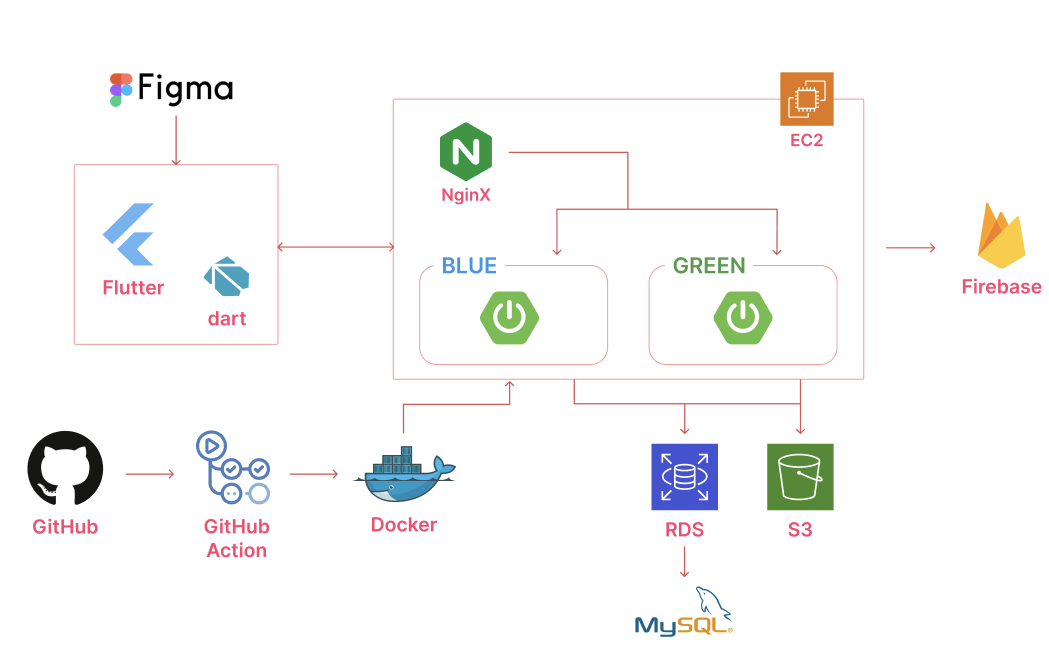 Figma
EC2
NginX
BLUE
GREEN
Flutter
dart
Firebase
GitHub
GitHub
Action
Docker
RDS
S3
MySQL